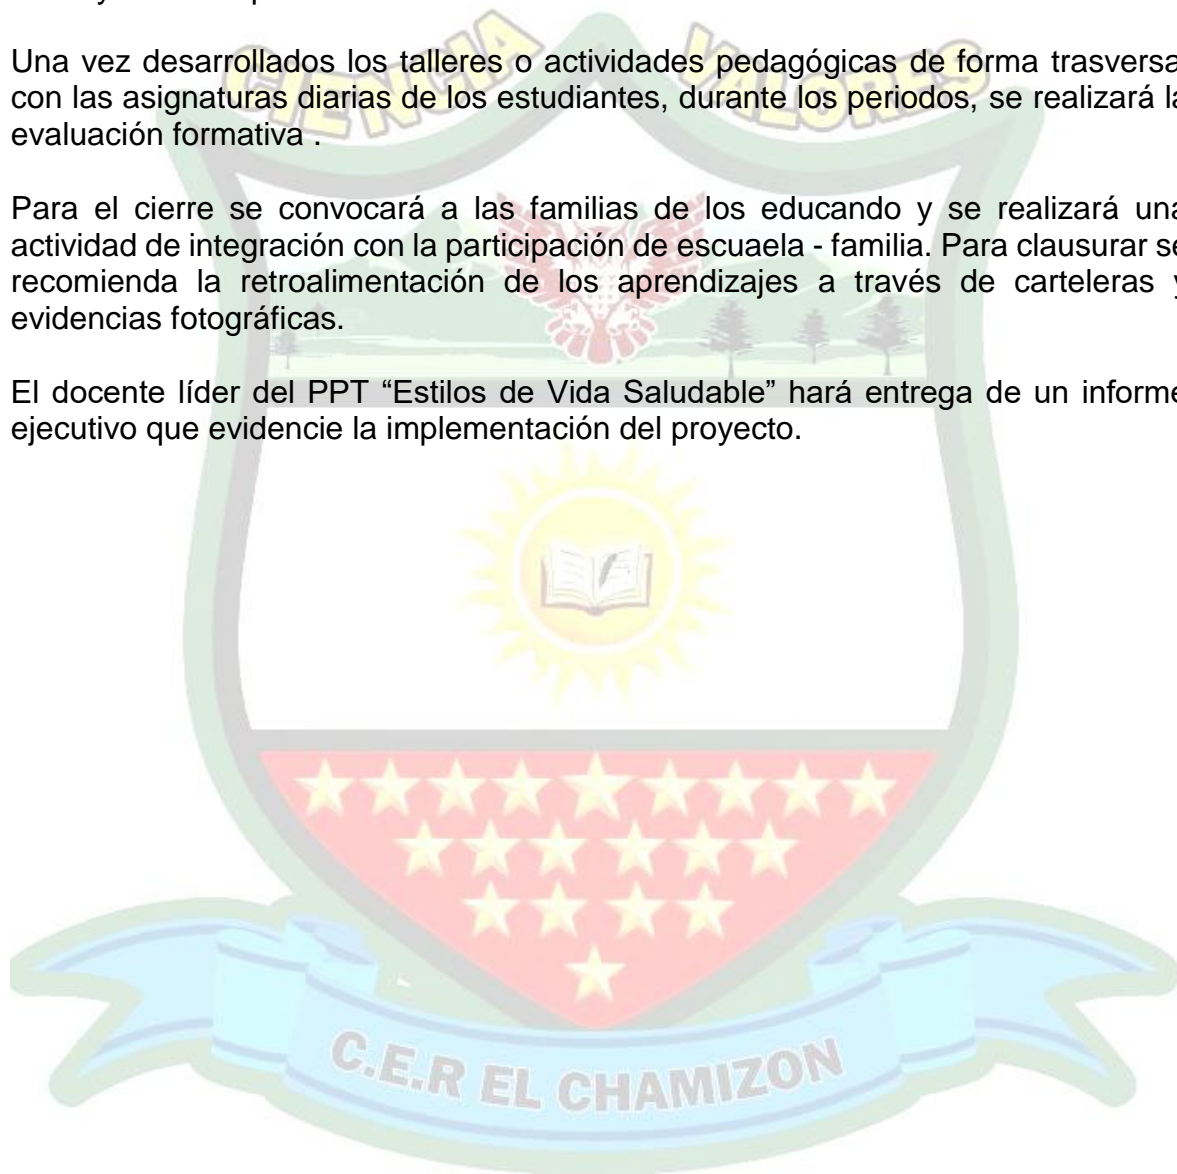 CIENCIA VALORES
Una vez desarrollados los talleres o actividades pedagógicas de forma trasversa
con las asignaturas diarias de los estudiantes, durante los periodos, se realizará la
evaluación formativa .
Para el cierre se convocará a las familias de los educando y se realizará una
actividad de integración con la participación de escuaela - familia. Para clausurar se
recomienda la retroalimentación de los aprendizajes a través de carteleras y
evidencias fotográficas.
El docente líder del PPT “Estilos de Vida Saludable” hará entrega de un informe
ejecutivo que evidencie la implementación del proyecto.
C.E.R EL CHAMIZON